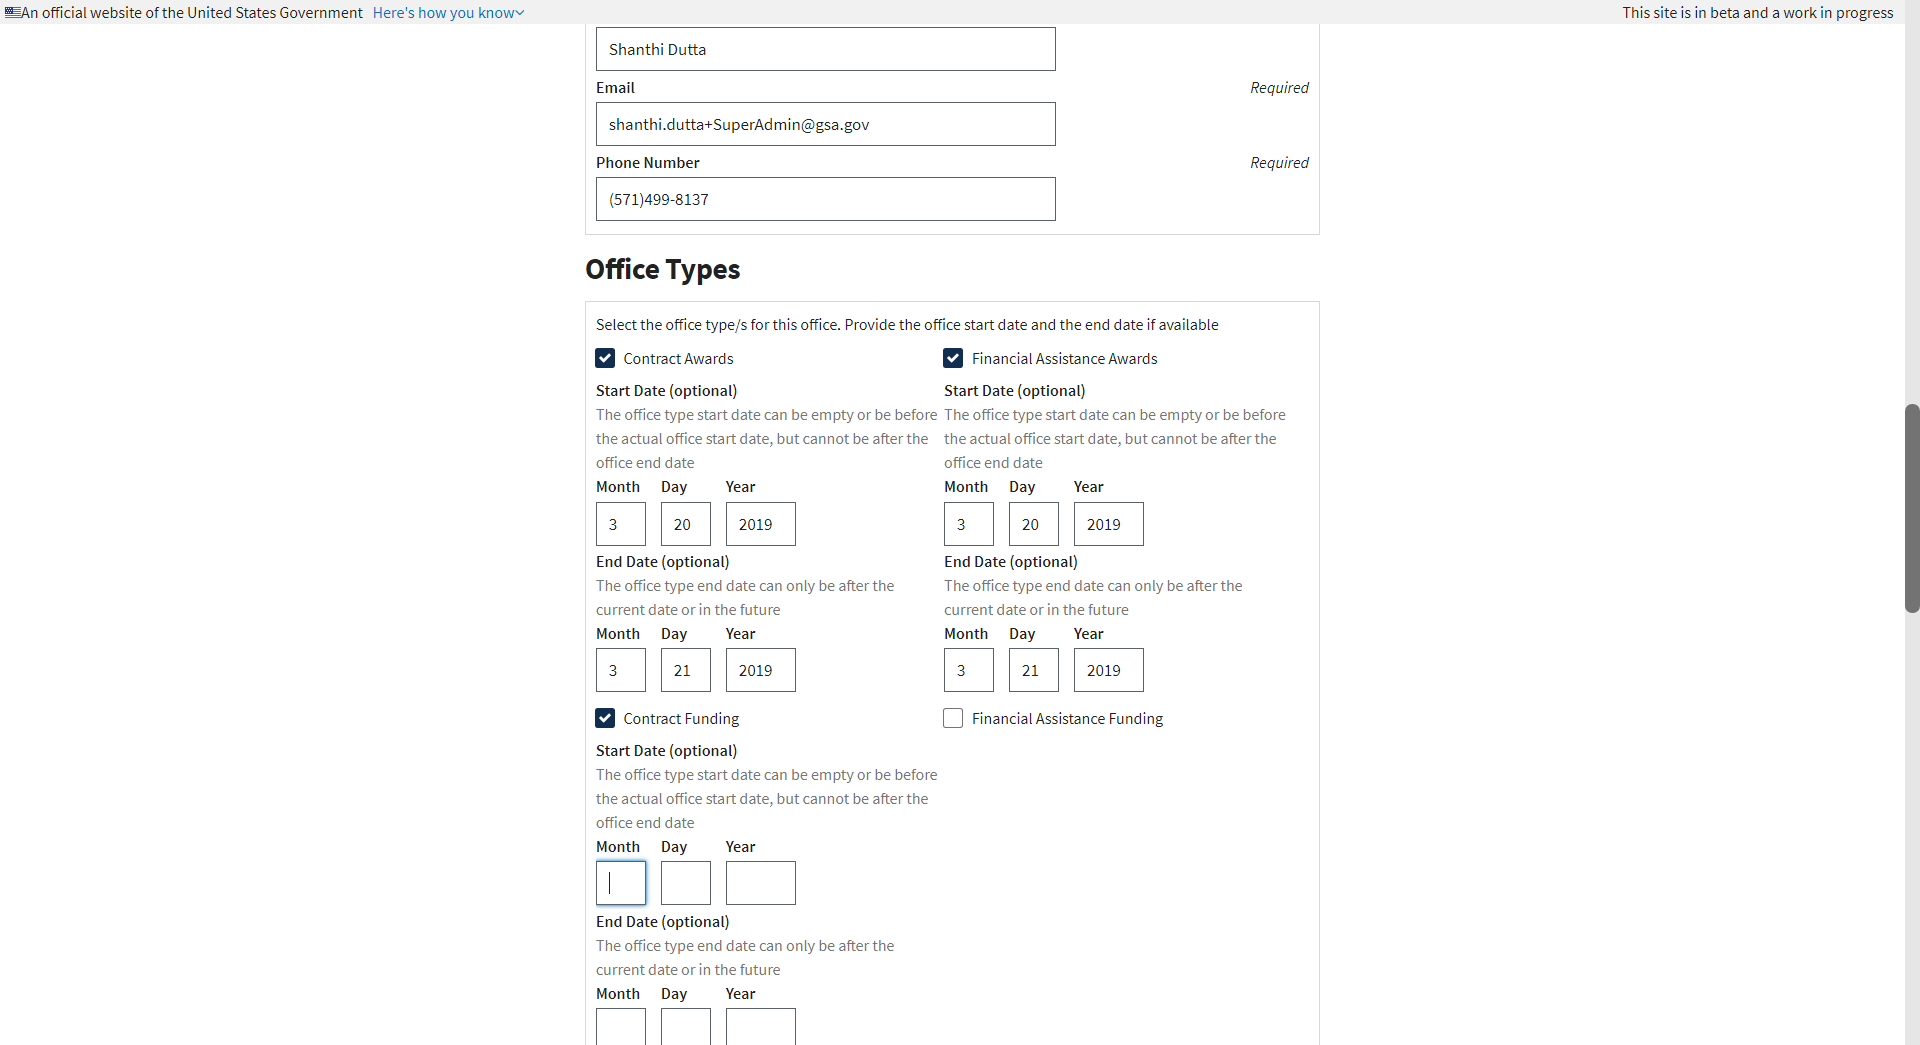 An official website of the United States Government Here's how you know
This site is in beta and a work in progress
Shanthi Dutta
Email Required
shanthi.dutta+SuperAdmin@gsa.gov
Phone Number Required
(571)499-8137
Office Types
Select the office type/s for this office. Provide the office start date and the end date if available
Contract Awards
Start Date (optional)
The office type start date can be empty or be before
the actual office start date, but cannot be after the
office end date
Month Day Year
3 20 2019
End Date (optional)
The office type end date can only be after the
current date or in the future
Month Day Year
3 21 2019
Financial Assistance Awards
Start Date (optional)
The office type start date can be empty or be before
the actual office start date, but cannot be after the
office end date
Month Day Year
3 20 2019
End Date (optional)
The office type end date can only be after the
current date or in the future
Month Day Year
3 21 2019
Contract Funding
Start Date (optional)
The office type start date can be empty or be before
the actual office start date, but cannot be after the
office end date
Month Day Year
End Date (optional)
The office type end date can only be after the
current date or in the future
Month Day Year
Financial Assistance Funding